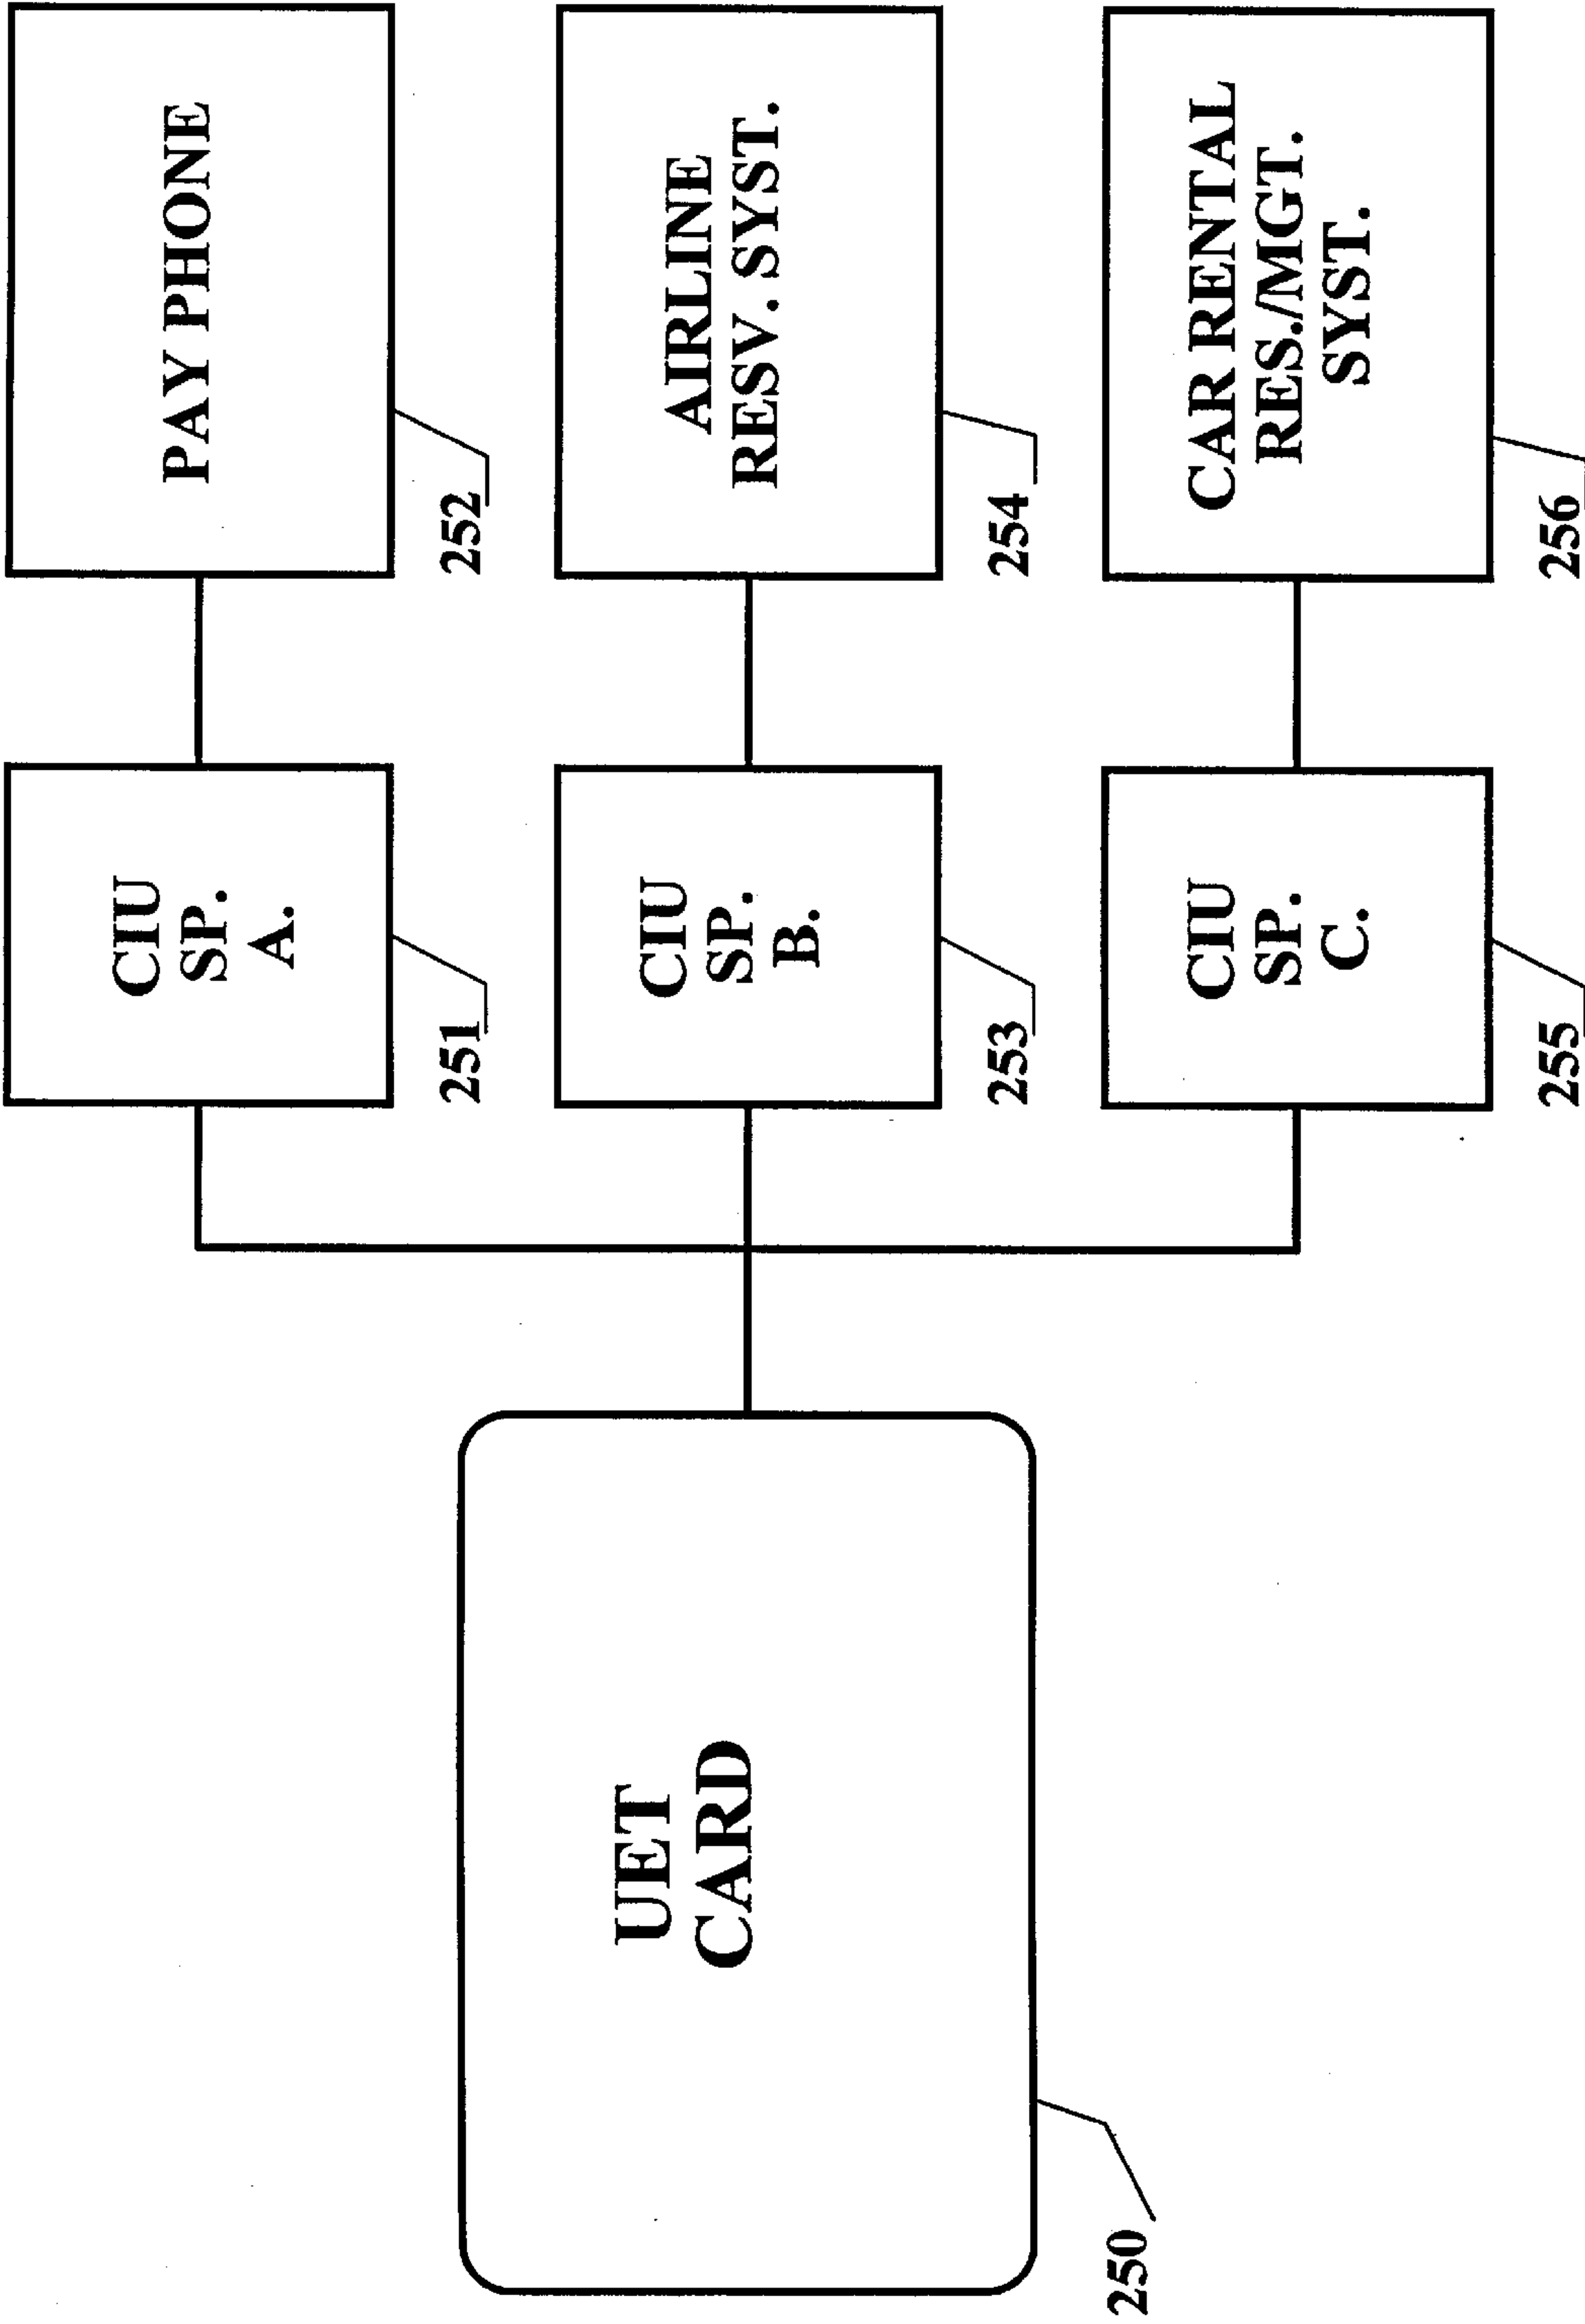 PAY PHONE
252
CIU
SP.
A.
251
AIRLINE
RESV. SYST.
254
CIU
SP.
B.
253
CAR RENTAL
RES./MGT.
SYST.
256
CIU
SP.
C.
255
UET
CARD
250